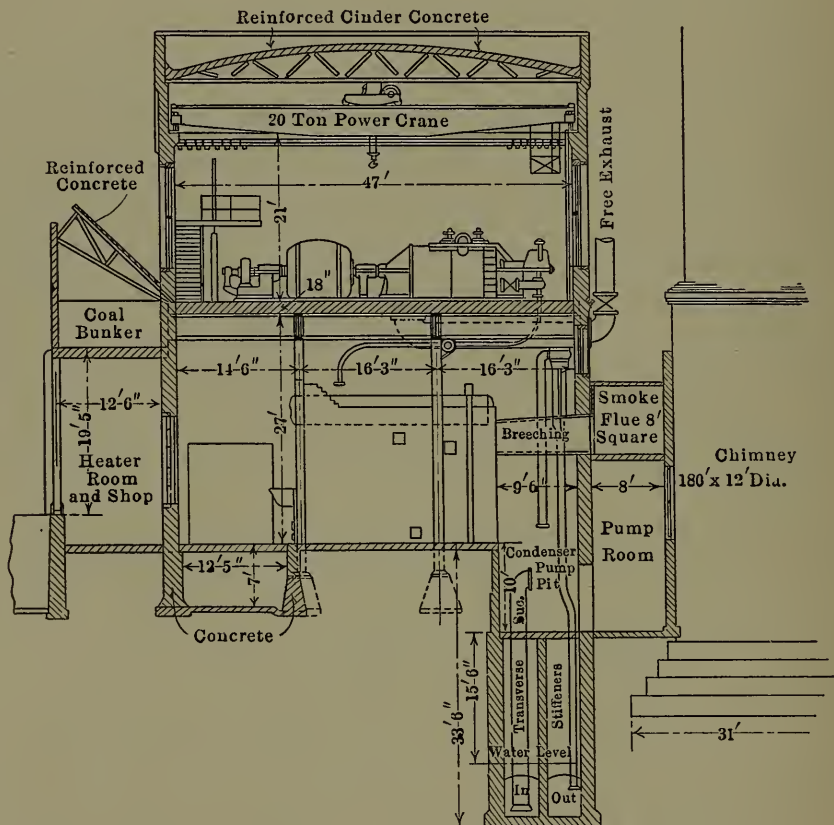 Reinforced Cinder Concrete
20 Ton Power Crane
Reinforced
Concrete
47'
21'
Free Exhaust
18"
Coal
Bunker
14'6"
16'3"
16'3"
12'6"
19'5"
27'
Smoke
Flue 8'
Square
Breeching
Heater
Room
and Shop
Chimney
180'x 12'Dia.
9'6"
8'
Pump
Room
12'5"
7'
Condenser
Pump
Pit
10'
Suc.
Concrete
15'6"
Transverse
Stiffeners
33'6"
31'
Water Level
In
Out